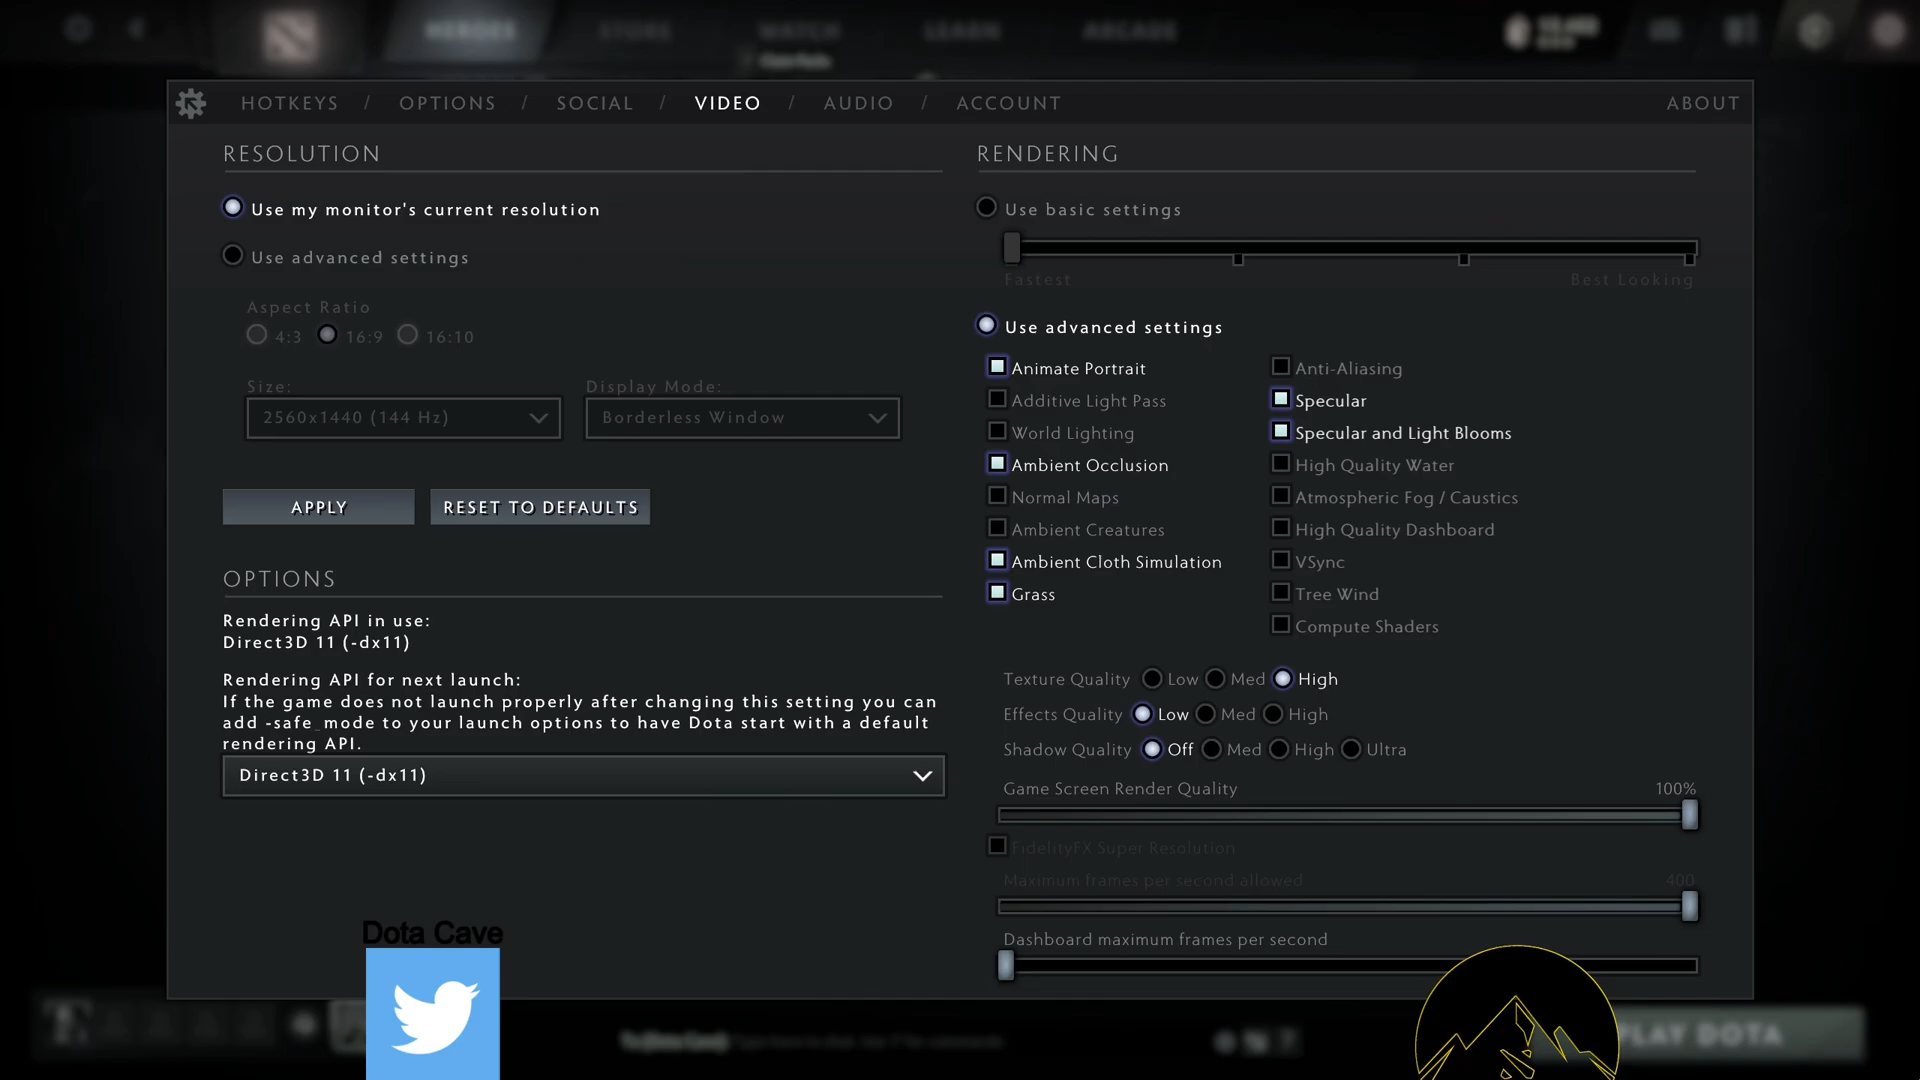 HEROES STORE WATCH LEARN ARCADE
HOTKEYS / OPTIONS / SOCIAL / VIDEO / AUDIO / ACCOUNT ABOUT
RESOLUTION
Use my monitor's current resolution
Use advanced settings
Aspect Ratio
4:3 16:9 16:10
Size: Display Mode:
2560x1440 (144 Hz) Borderless Window
APPLY RESET TO DEFAULTS
OPTIONS
Rendering API in use:
Direct3D 11 (-dx11)
Rendering API for next launch:
If the game does not launch properly after changing this setting you can
add -safe_mode to your launch options to have Dota start with a default
rendering API.
Direct3D 11 (-dx11)
RENDERING
Use basic settings
Fastest Best Looking
Use advanced settings
Animate Portrait Anti-Aliasing
Additive Light Pass Specular
World Lighting Specular and Light Blooms
Ambient Occlusion High Quality Water
Normal Maps Atmospheric Fog / Caustics
Ambient Creatures High Quality Dashboard
Ambient Cloth Simulation VSync
Grass Tree Wind
Compute Shaders
Texture Quality Low Med High
Effects Quality Low Med High
Shadow Quality Off Med High Ultra
Game Screen Render Quality 100%
FidelityFX Super Resolution
Maximum frames per second allowed 400
Dashboard maximum frames per second
Dota Cave
PLAY DOTA